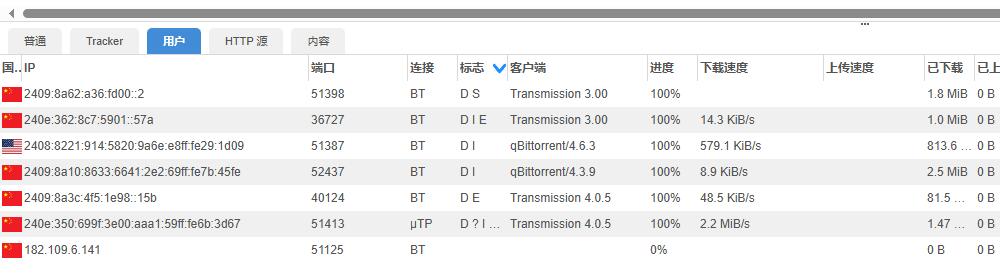 普通 Tracker 用户 HTTP 源 内容
国... IP 端口 连接 标志 客户端 进度 下载速度 上传速度 已下载 已上
2409:8a62:a36:fd00::2 51398 BT D S Transmission 3.00 100% 1.8 MiB 0 B
240e:362:8c7:5901::57a 36727 BT D I E Transmission 3.00 100% 14.3 KiB/s 1.0 MiB 0 B
2408:8221:914:5820:9a6e:e8ff:fe29:1d09 51387 BT D I qBittorrent/4.6.3 100% 579.1 KiB/s 813.6 ... 0 B
2409:8a10:8633:6641:2e2:69ff:fe7b:45fe 52437 BT D I qBittorrent/4.3.9 100% 8.9 KiB/s 2.5 MiB 0 B
2409:8a3c:4f5:1e98::15b 40124 BT D E Transmission 4.0.5 100% 48.5 KiB/s 81.5 ... 0 B
240e:350:699f:3e00:aaa1:59ff:fe6b:3d67 51413 μTP D ? I ... Transmission 4.0.5 100% 2.2 MiB/s 1.47 ... 0 B
182.109.6.141 51125 BT 0% 0 B 0 B